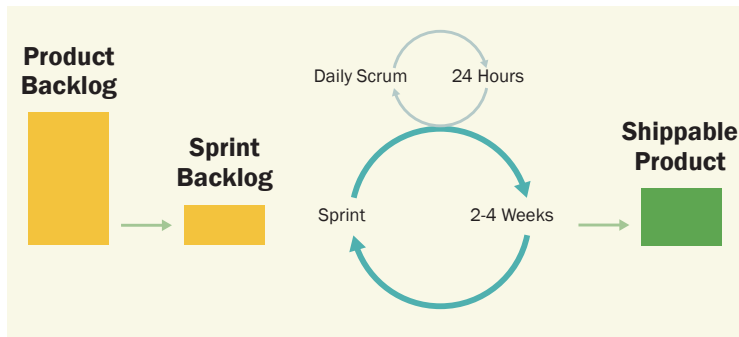 Product
Backlog
Sprint
Backlog
Daily Scrum
24 Hours
Sprint
2-4 Weeks
Shippable
Product